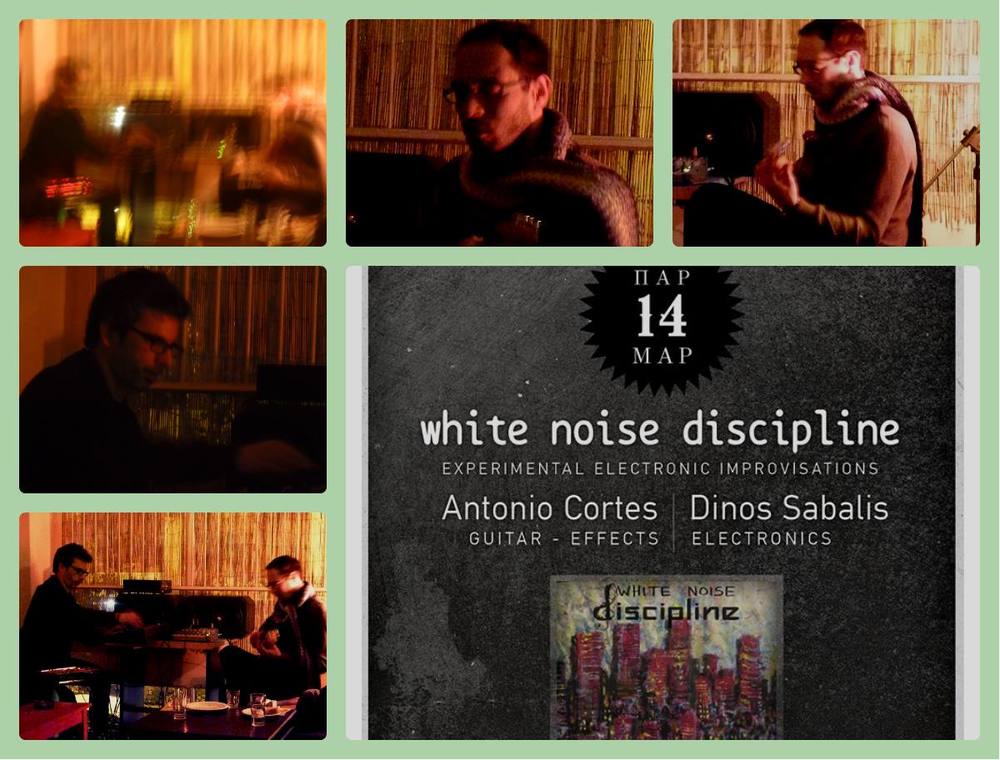 ΠΑΡ
14
ΜΑΡ
white noise discipline
EXPERIMENTAL ELECTRONIC IMPROVISATIONS
Antonio Cortes | Dinos Sabalis
GUITAR - EFFECTS | ELECTRONICS
WHITE NOISE
discipline